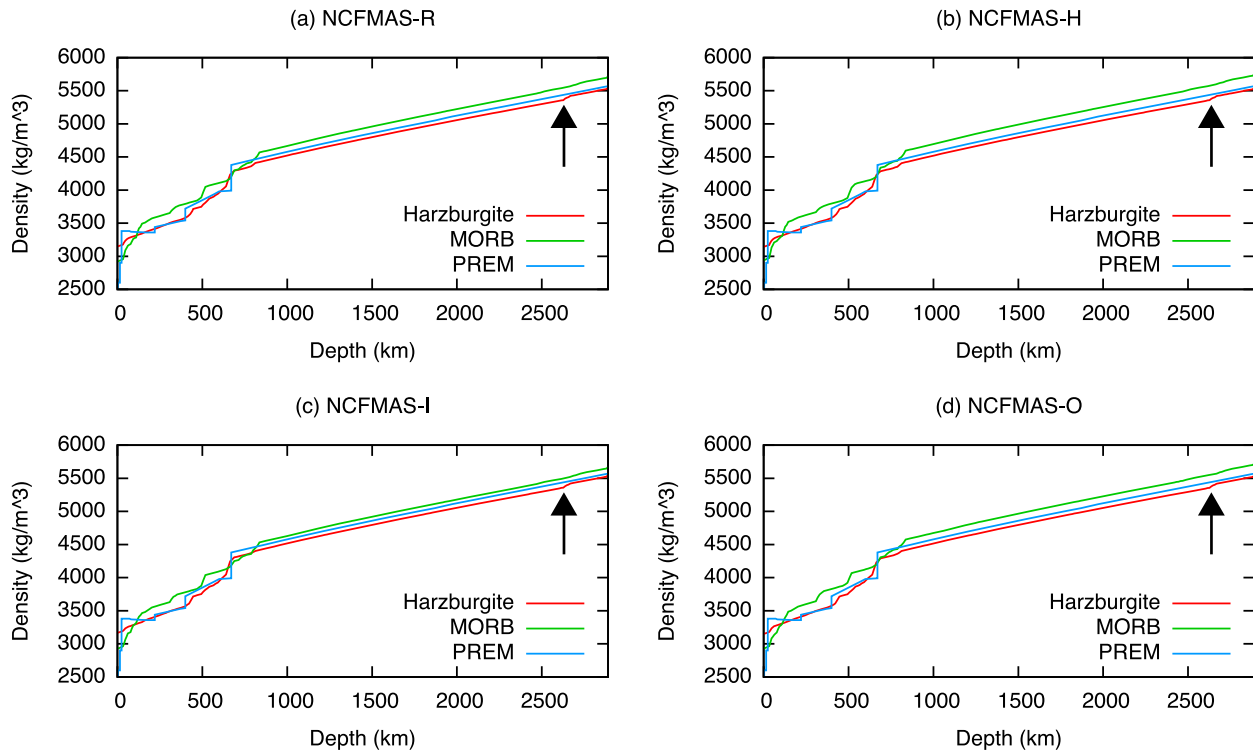 (a) NCFMAS-R
Density (kg/m^3)
6000
5500
5000
4500
4000
3500
3000
2500
Harzburgite
MORB
PREM
0 500 1000 1500 2000 2500
Depth (km)
(b) NCFMAS-H
Density (kg/m^3)
6000
5500
5000
4500
4000
3500
3000
2500
Harzburgite
MORB
PREM
0 500 1000 1500 2000 2500
Depth (km)
(c) NCFMAS-I
Density (kg/m^3)
6000
5500
5000
4500
4000
3500
3000
2500
Harzburgite
MORB
PREM
0 500 1000 1500 2000 2500
Depth (km)
(d) NCFMAS-O
Density (kg/m^3)
6000
5500
5000
4500
4000
3500
3000
2500
Harzburgite
MORB
PREM
0 500 1000 1500 2000 2500
Depth (km)